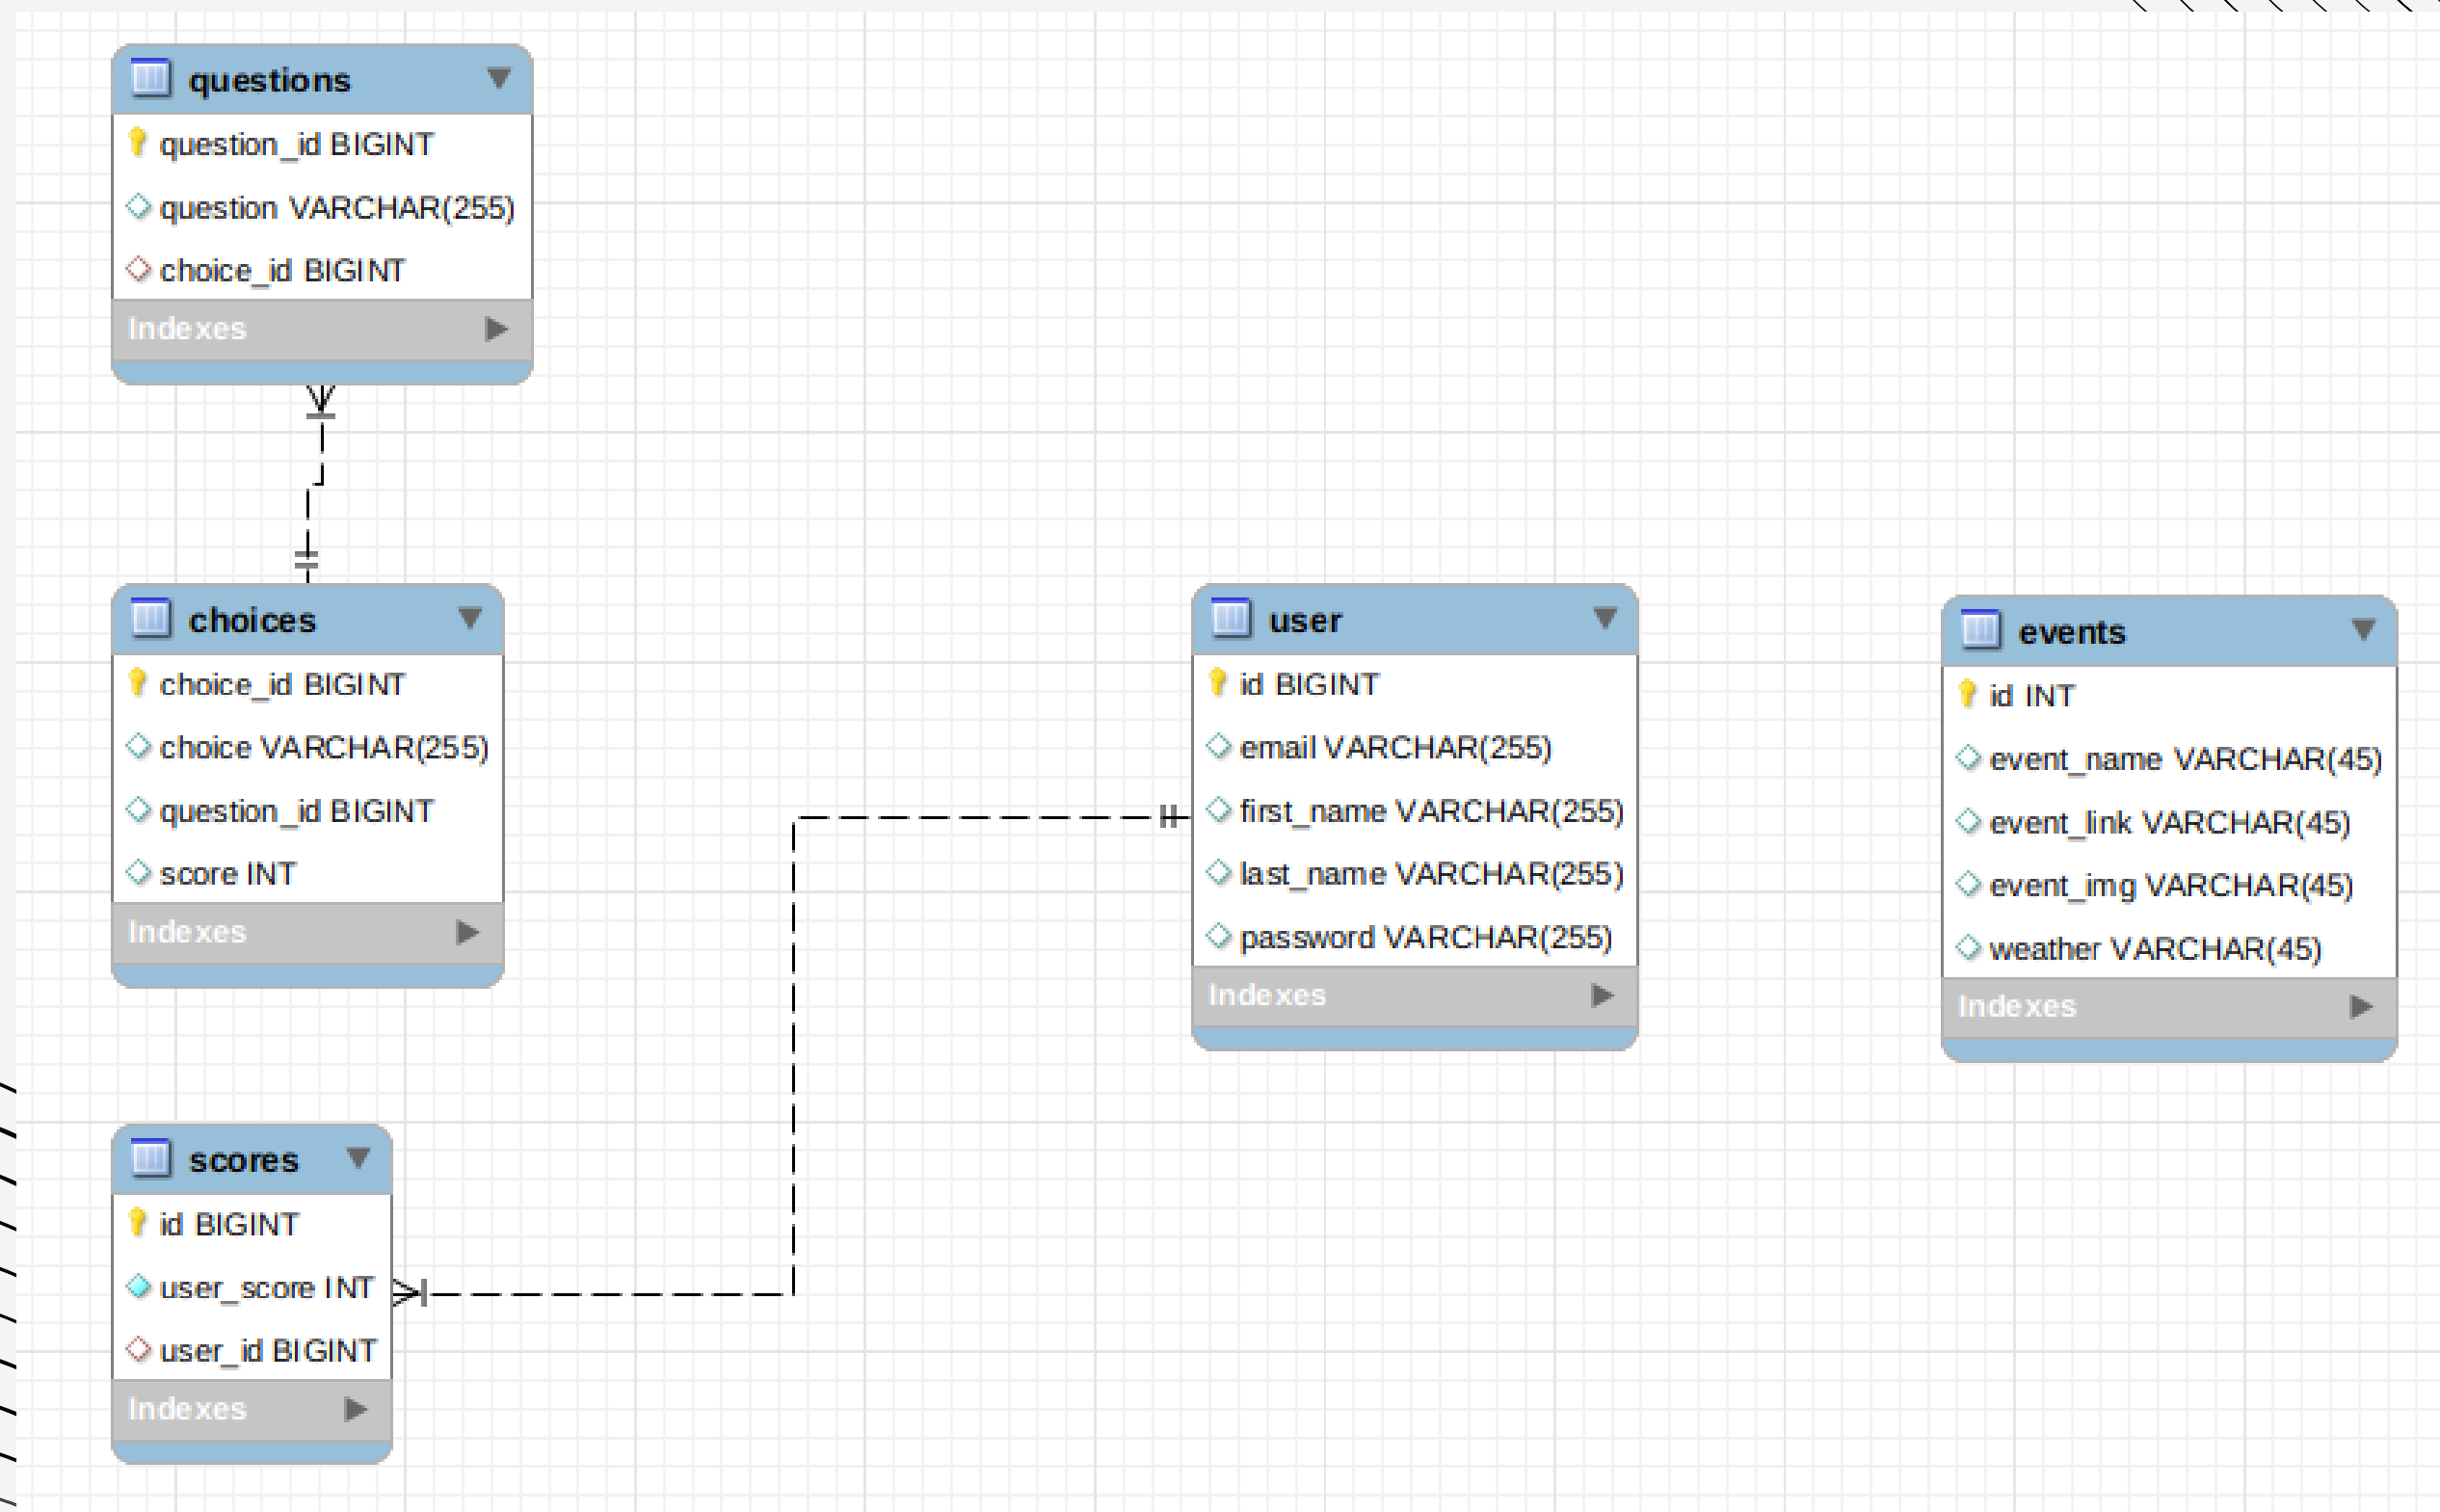 questions
question_id BIGINT
question VARCHAR(255)
choice_id BIGINT
Indexes
choices
choice_id BIGINT
choice VARCHAR(255)
question_id BIGINT
score INT
Indexes
scores
id BIGINT
user_score INT
user_id BIGINT
Indexes
user
id BIGINT
email VARCHAR(255)
first_name VARCHAR(255)
last_name VARCHAR(255)
password VARCHAR(255)
Indexes
events
id INT
event_name VARCHAR(45)
event_link VARCHAR(45)
event_img VARCHAR(45)
weather VARCHAR(45)
Indexes